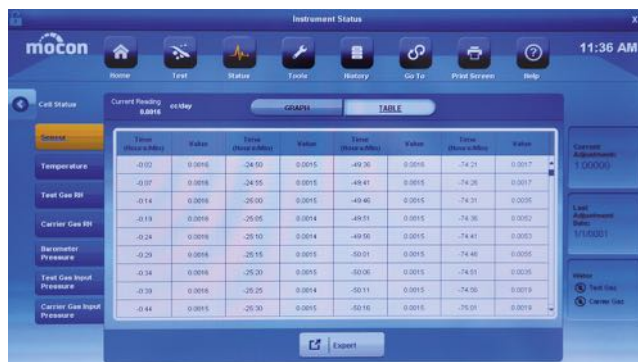 Instrument Status
X
mocon
Home
Test
Status
Tools
History
Go To
Print Screen
Help
11:36 AM
Cell Status
Current Reading
0.0016 cc/day
GRAPH
TABLE
Sensor
Temperature
Test Gas RH
Carrier Gas RH
Barometer
Pressure
Test Gas Input
Pressure
Carrier Gas Input
Pressure
Time (Hours:Min) Value Time (Hours:Min) Value Time (Hours:Min) Value Time (Hours:Min) Value
-0:02 0.0016 -24:50 0.0015 -49:36 0.0015 -74:21 0.0017
-0:07 0.0016 -24:55 0.0015 -49:41 0.0015 -74:26 0.0017
-0:14 0.0016 -25:00 0.0015 -49:46 0.0015 -74:31 0.0035
-0:19 0.0016 -25:05 0.0014 -49:51 0.0015 -74:36
-0:24 0.0016 -25:10 0.0014 -49:56 0.0015 -74:41
-0:29 0.0016 -25:15 0.0015 -50:01 0.0015 -74:46
-0:34 0.0016 -25:20 0.0015 -50:06 0.0015 -74:51 0.0035
-0:39 0.0016 -25:25 0.0014 -50:11 0.0015 -74:56 0.0019
-0:44 0.0015 -25:30 0.0015 -50:16 0.0015 -75:01 0.0019
Current
Adjustment:
1.00000
Last
Adjustment
Date:
1/1/0001
Test Gas
Carrier Gas
Expert